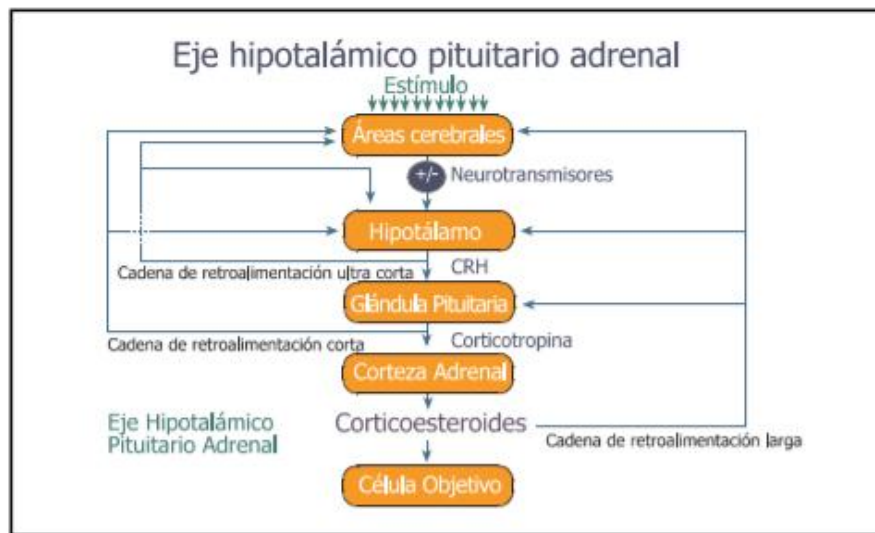 Eje hipotalámico pituitario adrenal
Estímulo
Áreas cerebrales
+/-
Neurotransmisores
Hipotálamo
CRH
Cadena de retroalimentación ultra corta
Glándula Pituitaria
Corticotropina
Cadena de retroalimentación corta
Corteza Adrenal
Eje Hipotalámico
Pituitario Adrenal
Corticoesteroides
Cadena de retroalimentación larga
Célula Objetivo